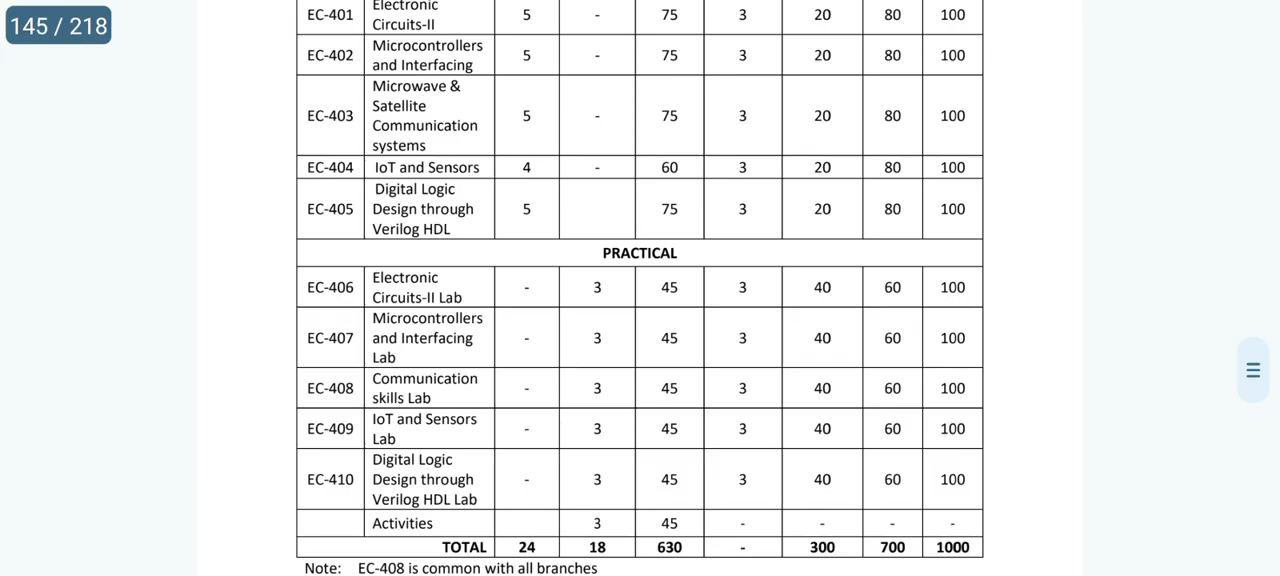 145 / 218
EC-401 Electronic Circuits-II 5 - 75 3 20 80 100
EC-402 Microcontrollers and Interfacing 5 - 75 3 20 80 100
EC-403 Microwave & Satellite Communication systems 5 - 75 3 20 80 100
EC-404 IoT and Sensors 4 - 60 3 20 80 100
EC-405 Digital Logic Design through Verilog HDL 5 75 3 20 80 100
PRACTICAL
EC-406 Electronic Circuits-II Lab - 3 45 3 40 60 100
EC-407 Microcontrollers and Interfacing Lab - 3 45 3 40 60 100
EC-408 Communication skills Lab - 3 45 3 40 60 100
EC-409 IoT and Sensors Lab - 3 45 3 40 60 100
EC-410 Digital Logic Design through Verilog HDL Lab - 3 45 3 40 60 100
Activities 3 45 - - - -
TOTAL 24 18 630 - 300 700 1000
Note: EC-408 is common with all branches